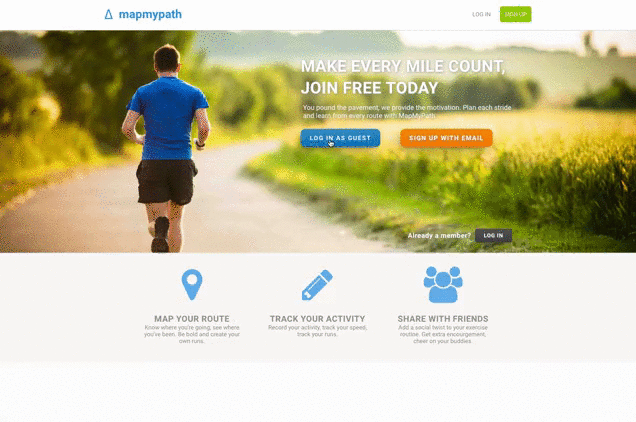 mapmypath
LOG IN
SIGN UP
MAKE EVERY MILE COUNT,
JOIN FREE TODAY
You pound the pavement, we provide the motivation. Plan each stride
and learn from every route with MapMyPath.
LOG IN AS GUEST
SIGN UP WITH EMAIL
Already a member?
LOG IN
MAP YOUR ROUTE
Know where you're going, see where
you've been. Be bold and create your
own runs.
TRACK YOUR ACTIVITY
Record your activity, track your speed,
track your runs.
SHARE WITH FRIENDS
Add a social twist to your exercise
routine. Get extra encouragement,
cheer on your buddies.